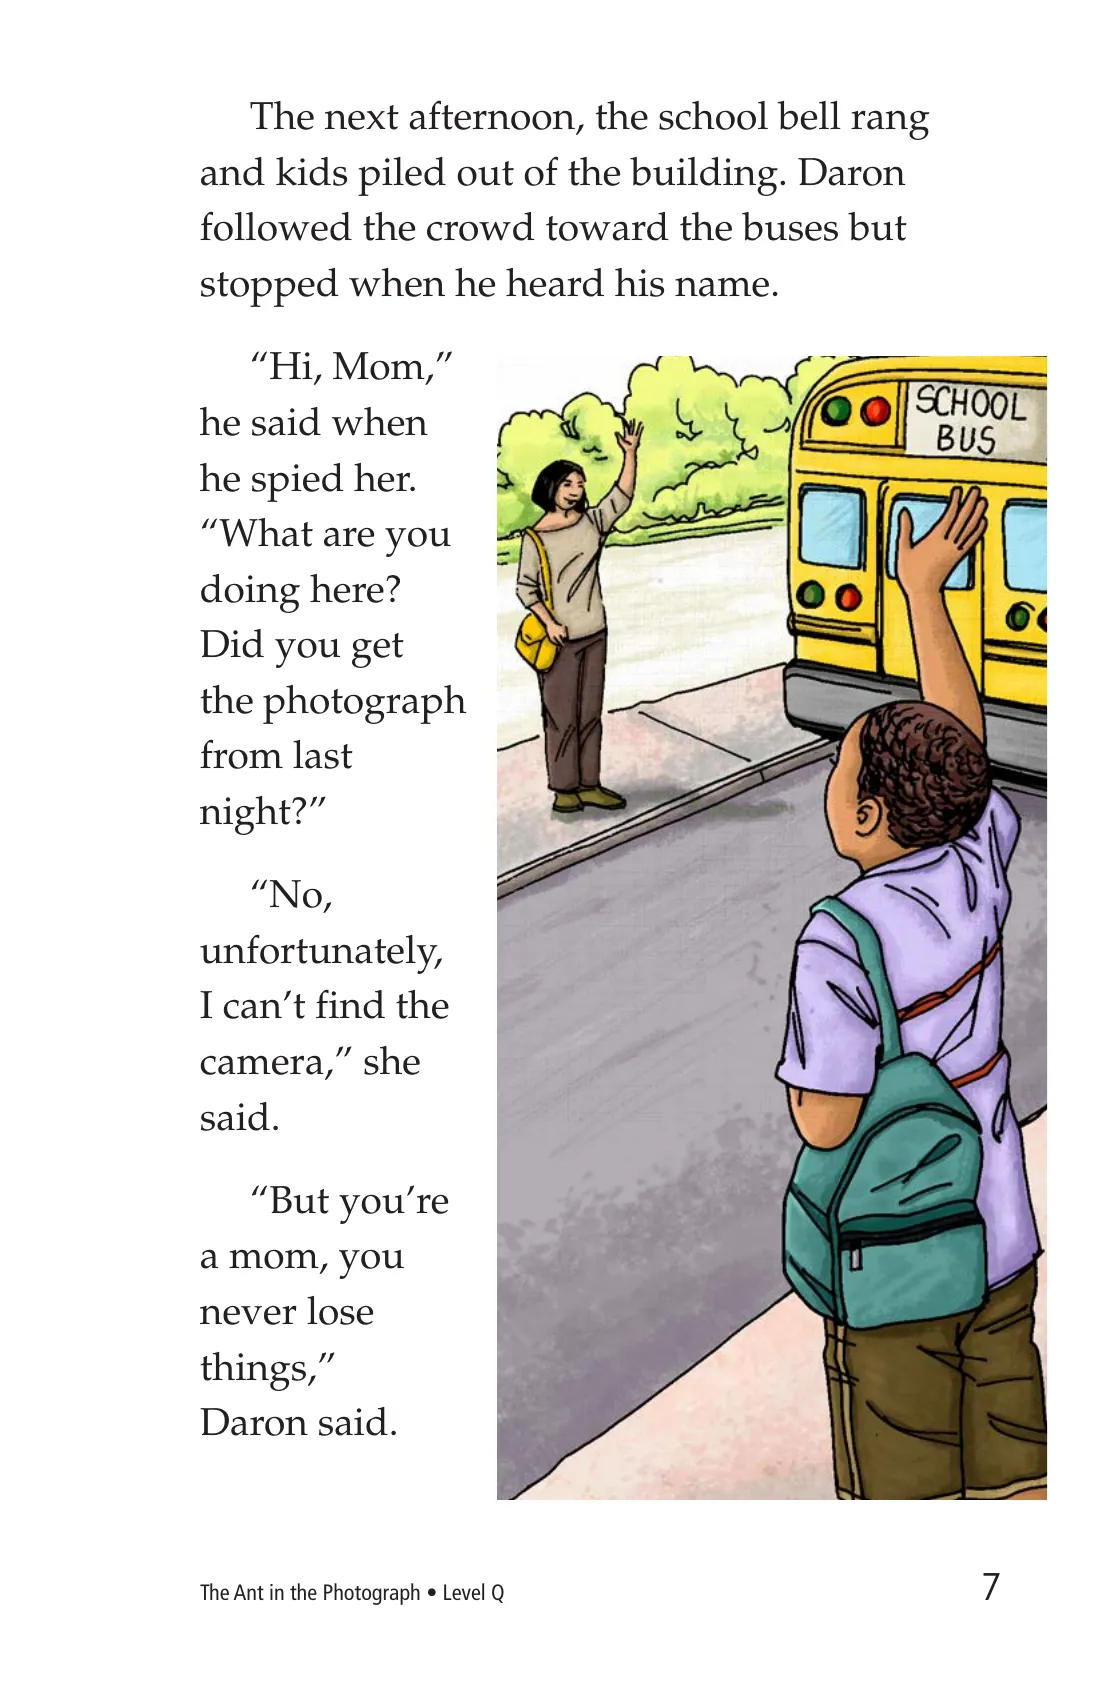 The next afternoon, the school bell rang
and kids piled out of the building. Daron
followed the crowd toward the buses but
stopped when he heard his name.
“Hi, Mom,”
he said when
he spied her.
“What are you
doing here?
Did you get
the photograph
from last
night?”
“No,
unfortunately,
I can’t find the
camera,” she
said.
“But you’re
a mom, you
never lose
things,”
Daron said.
SCHOOL
BUS
The Ant in the Photograph • Level Q
7